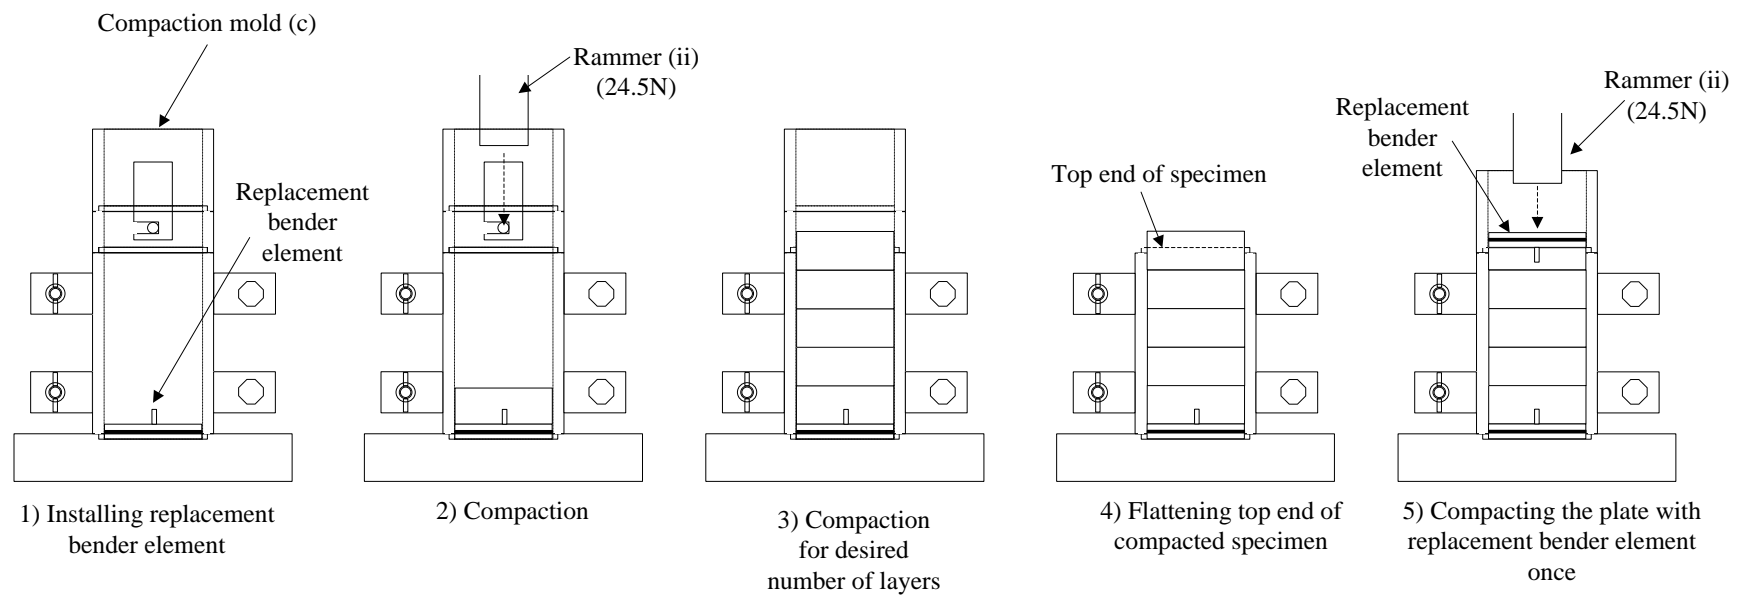 Compaction mold (c)
Rammer (ii)
(24.5N)
Replacement
bender
element
Top end of specimen
Replacement
bender
element
Rammer (ii)
(24.5N)
1) Installing replacement
bender element
2) Compaction
3) Compaction
for desired
number of layers
4) Flattening top end of
compacted specimen
5) Compacting the plate with
replacement bender element
once